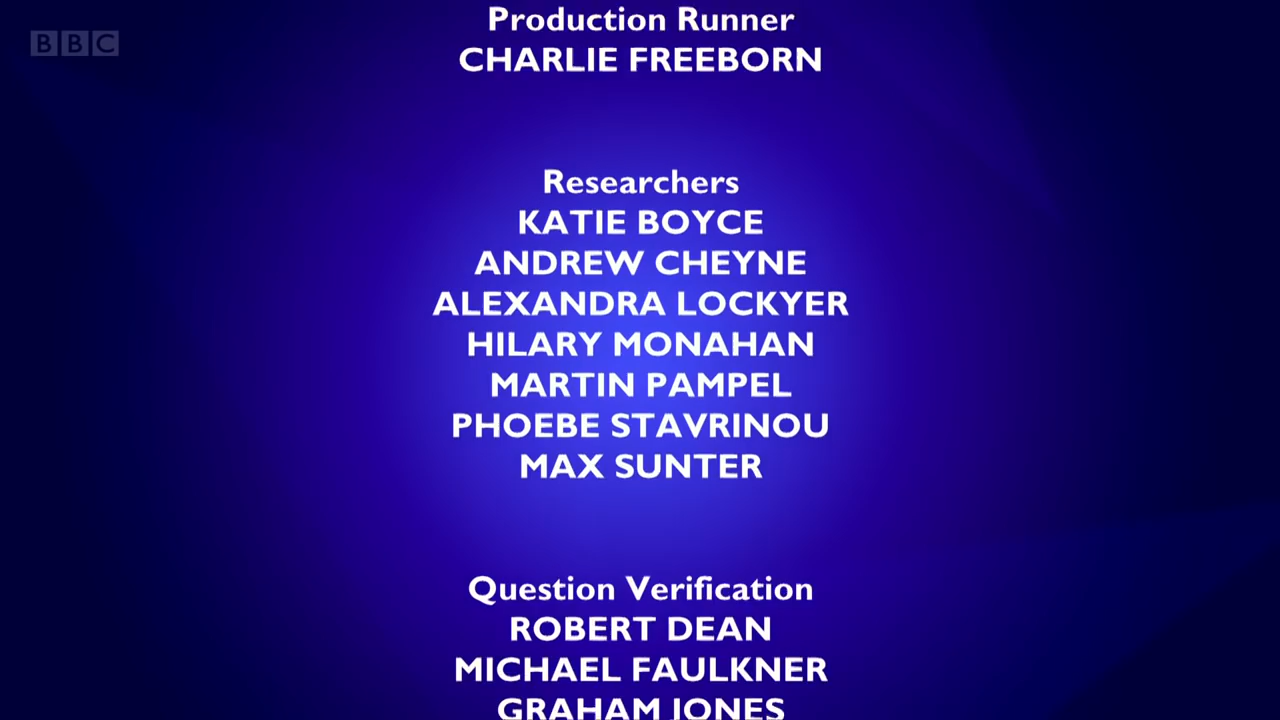 BBC
Production Runner
CHARLIE FREEBORN
Researchers
KATIE BOYCE
ANDREW CHEYNE
ALEXANDRA LOCKYER
HILARY MONAHAN
MARTIN PAMPEL
PHOEBE STAVRINOU
MAX SUNTER
Question Verification
ROBERT DEAN
MICHAEL FAULKNER
GRAHAM JONES